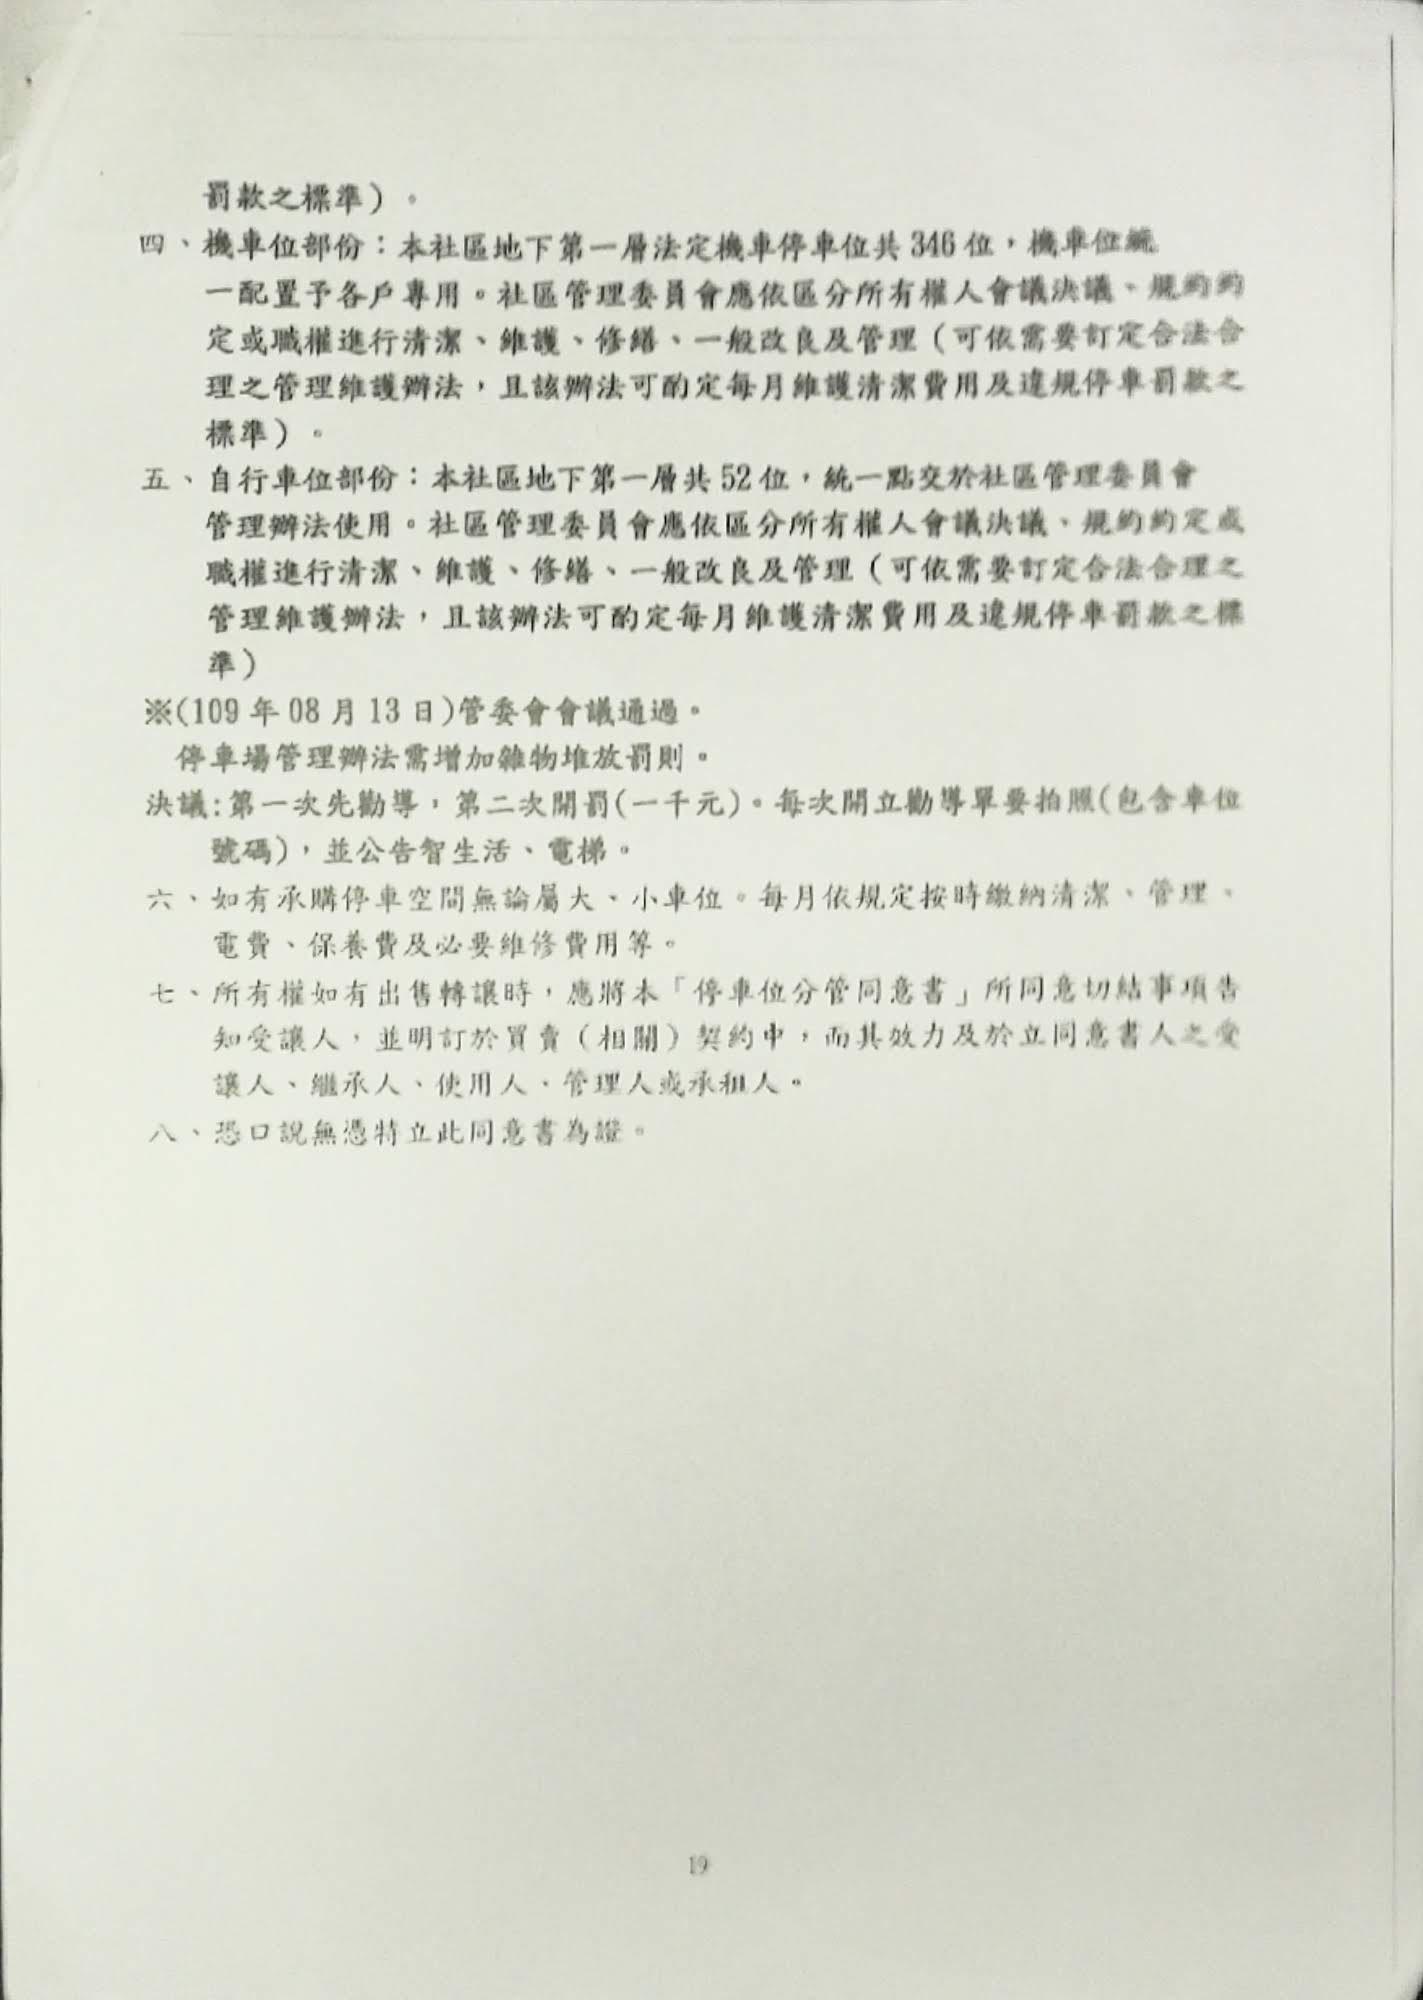 罰款之標準）。
四、機車位部份：本社區地下第一層法定機車停車位共346位，機車位統
一配置予各戶專用。社區管理委員會應依區分所有權人會議決議、規約約
定或職權進行清潔、維護、修繕、一般改良及管理（可依需要訂定合法合
理之管理維護辦法，且該辦法可酌定每月維護清潔費用及違規停車罰款之
標準）。
五、自行車位部份：本社區地下第一層共52位，統一點交於社區管理委員會
管理辦法使用。社區管理委員會應依區分所有權人會議決議、規約約定或
職權進行清潔、維護、修繕、一般改良及管理（可依需要訂定合法合理之
管理維護辦法，且該辦法可酌定每月維護清潔費用及違規停車罰款之標
準）
※(109年08月13日)管委會會議通過。
停車場管理辦法需增加雜物堆放罰則。
決議:第一次先勸導，第二次開罰(一千元)。每次開立勸導單要拍照(包含車位
號碼)，並公告智生活、電梯。
六、如有承購停車空間無論屬大、小車位。每月依規定按時繳納清潔、管理、
電費、保養費及必要維修費用等。
七、所有權如有出售轉讓時，應將本「停車位分管同意書」所同意切結事項告
知受讓人，並明訂於買賣（相關）契約中，而其效力及於立同意書人之受
讓人、繼承人、使用人、管理人或承租人。
八、恐口說無憑特立此同意書為證。
19